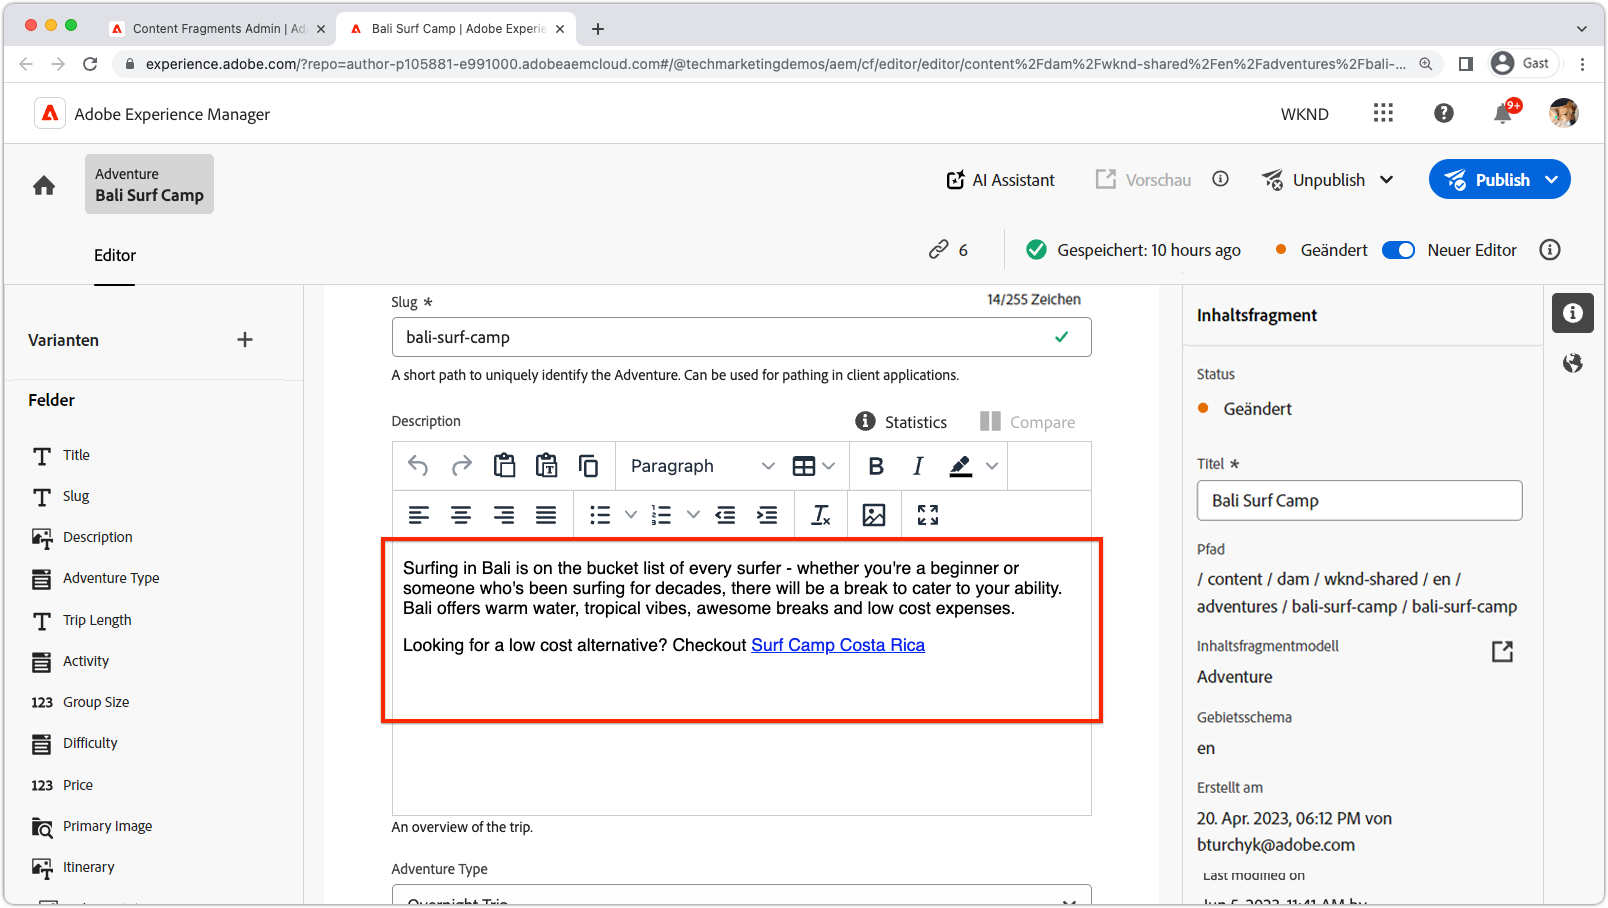 Content Fragments Admin | Ad
Bali Surf Camp | Adobe Experie
experience.adobe.com/?repo=author-p105881-e991000.adobeaemcloud.com#/@techmarketingdemos/aem/cf/editor/editor/content%2Fdam%2Fwknd-shared%2Fen%2Fadventures%2Fbali-...
Gast
Adobe Experience Manager
WKND
9+
Adventure
Bali Surf Camp
AI Assistant
Vorschau
Unpublish
Publish
Editor
6
Gespeichert: 10 hours ago
Geändert
Neuer Editor
Varianten
Felder
Title
Slug
Description
Adventure Type
Trip Length
Activity
123 Group Size
Difficulty
123 Price
Primary Image
Itinerary
Slug *
14/255 Zeichen
bali-surf-camp
A short path to uniquely identify the Adventure. Can be used for pathing in client applications.
Description
Statistics
Compare
Paragraph
B I
Surfing in Bali is on the bucket list of every surfer - whether you're a beginner or
someone who's been surfing for decades, there will be a break to cater to your ability.
Bali offers warm water, tropical vibes, awesome breaks and low cost expenses.
Looking for a low cost alternative? Checkout Surf Camp Costa Rica
An overview of the trip.
Adventure Type
Overnight Trip
Inhaltsfragment
Status
Geändert
Titel *
Bali Surf Camp
Pfad
/ content / dam / wknd-shared / en /
adventures / bali-surf-camp / bali-surf-camp
Inhaltsfragmentmodell
Adventure
Gebietsschema
en
Erstellt am
20. Apr. 2023, 06:12 PM von
bturchyk@adobe.com
Last modified on
Jun 5, 2023, 11:41 AM by